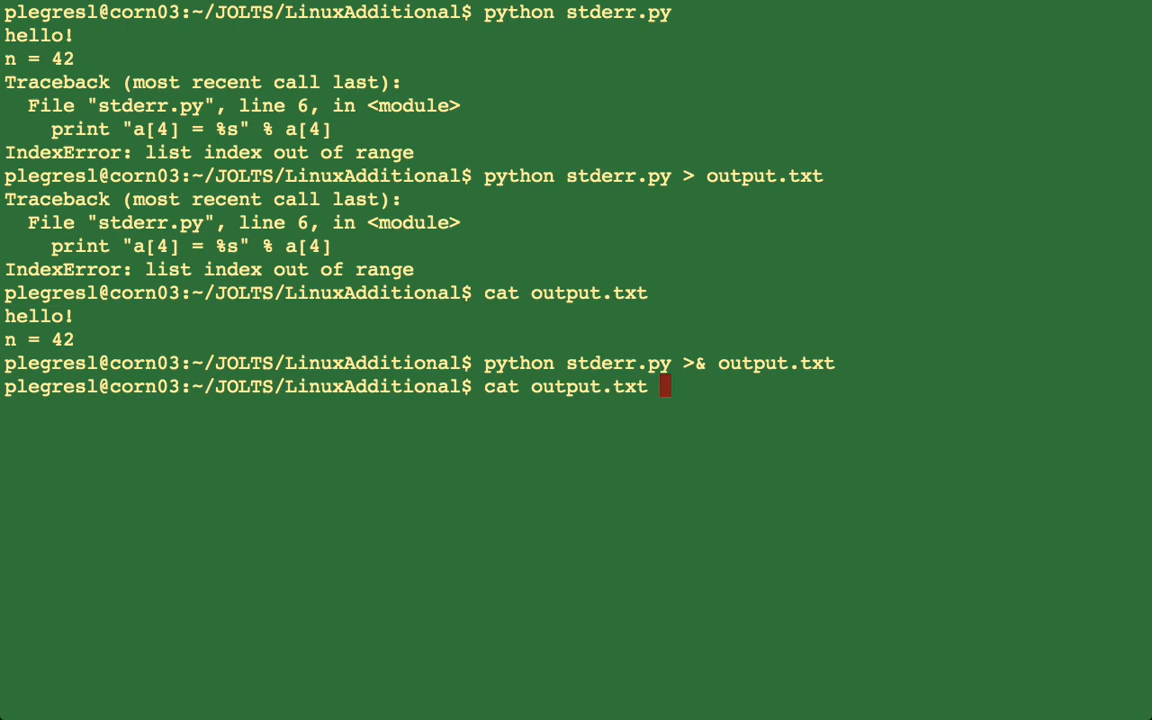 plegresl@corn03:~/JOLTS/LinuxAdditional$ python stderr.py
hello!
n = 42
Traceback (most recent call last):
  File "stderr.py", line 6, in <module>
    print "a[4] = %s" % a[4]
IndexError: list index out of range
plegresl@corn03:~/JOLTS/LinuxAdditional$ python stderr.py > output.txt
Traceback (most recent call last):
  File "stderr.py", line 6, in <module>
    print "a[4] = %s" % a[4]
IndexError: list index out of range
plegresl@corn03:~/JOLTS/LinuxAdditional$ cat output.txt
hello!
n = 42
plegresl@corn03:~/JOLTS/LinuxAdditional$ python stderr.py >& output.txt
plegresl@corn03:~/JOLTS/LinuxAdditional$ cat output.txt